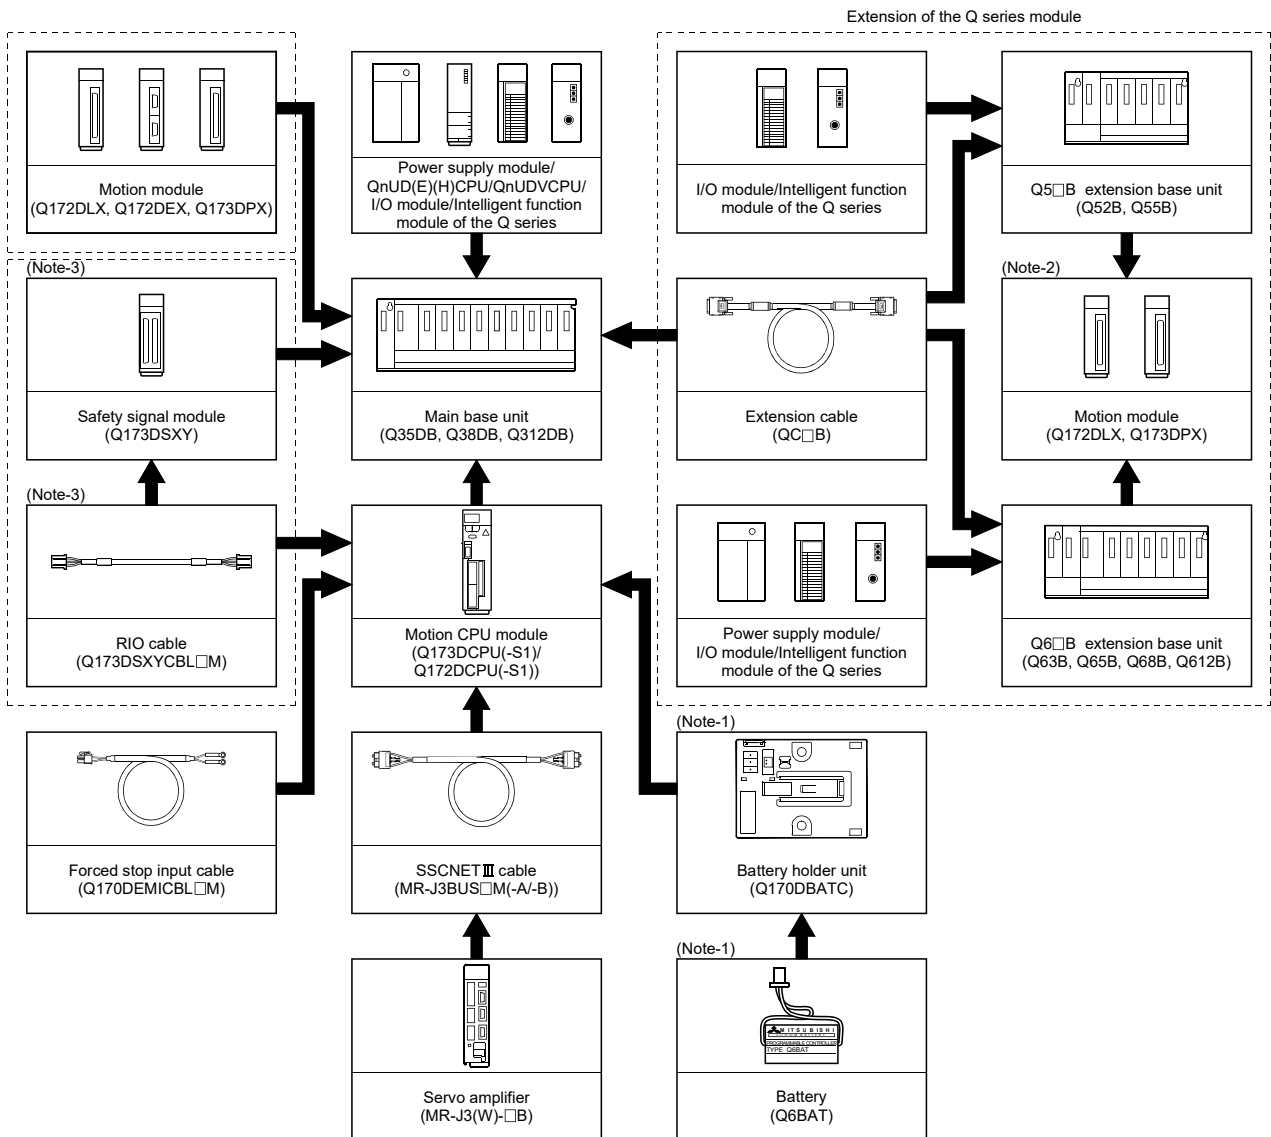 Extension of the Q series module
Motion module
(Q172DLX, Q172DEX, Q173DPX)
Power supply module/
QnUD(E)(H)CPU/QnUDVCPU/
I/O module/Intelligent function
module of the Q series
I/O module/Intelligent function
module of the Q series
Q5□B extension base unit
(Q52B, Q55B)
(Note-3)
Safety signal module
(Q173DSXY)
Main base unit
(Q35DB, Q38DB, Q312DB)
Extension cable
(QC□B)
(Note-2)
Motion module
(Q172DLX, Q173DPX)
(Note-3)
RIO cable
(Q173DSXYCBL□M)
Motion CPU module
(Q173DCPU(-S1)/
Q172DCPU(-S1))
Power supply module/
I/O module/Intelligent function
module of the Q series
Q6□B extension base unit
(Q63B, Q65B, Q68B, Q612B)
Forced stop input cable
(Q170DEMICBL□M)
SSCNETⅢ cable
(MR-J3BUS□M(-A/-B))
(Note-1)
Battery holder unit
(Q170DBATC)
Servo amplifier
(MR-J3(W)-□B)
(Note-1)
MITSUBISHI
PROGRAMMABLE CONTROLLER
TYPE Q6BAT
Battery
(Q6BAT)